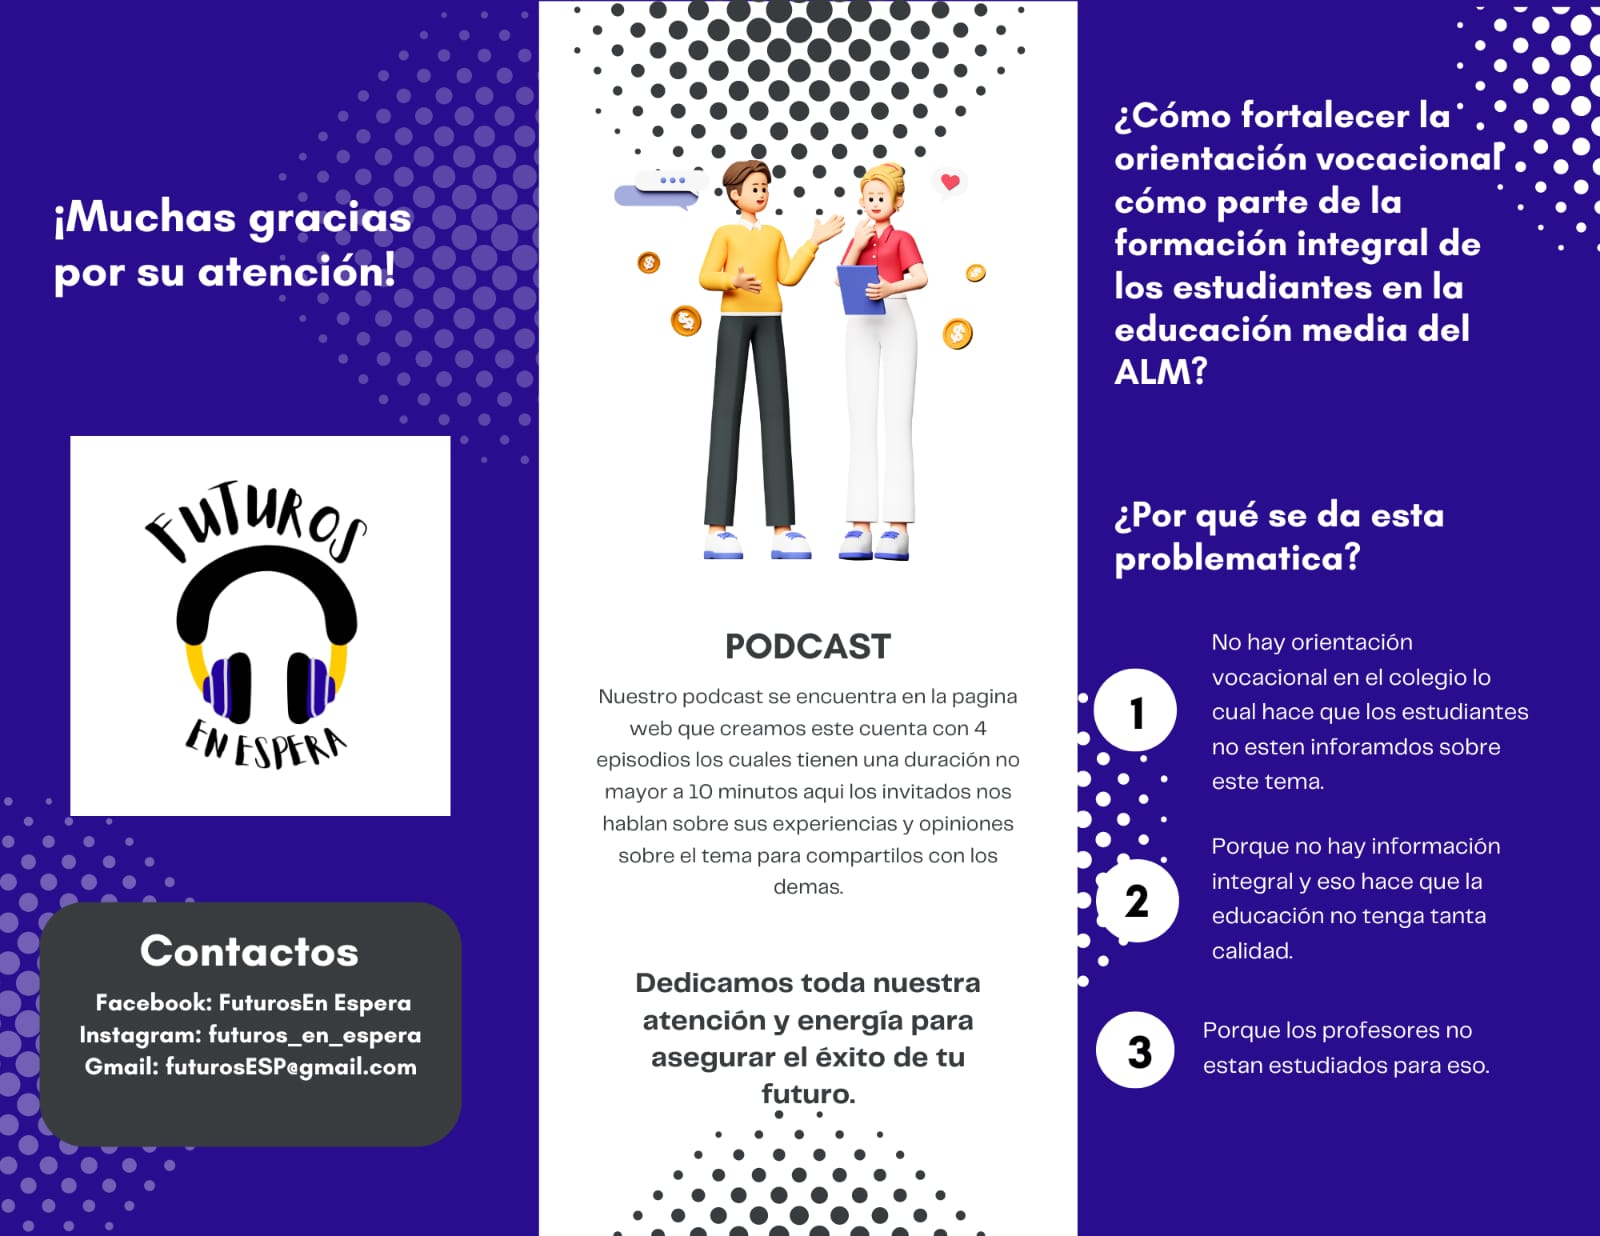 ¡Muchas gracias
por su atención!
FUTUROS
EN ESPERA
Contactos
Facebook: FuturosEn Espera
Instagram: futuros_en_espera
Gmail: futurosESP@gmail.com
PODCAST
Nuestro podcast se encuentra en la pagina
web que creamos este cuenta con 4
episodios los cuales tienen una duración no
mayor a 10 minutos aqui los invitados nos
hablan sobre sus experiencias y opiniones
sobre el tema para compartilos con los
demas.
Dedicamos toda nuestra
atención y energía para
asegurar el éxito de tu
futuro.
¿Cómo fortalecer la
orientación vocacional
cómo parte de la
formación integral de
los estudiantes en la
educación media del
ALM?
¿Por qué se da esta
problematica?
1
No hay orientación
vocacional en el colegio lo
cual hace que los estudiantes
no esten inforamdos sobre
este tema.
2
Porque no hay información
integral y eso hace que la
educación no tenga tanta
calidad.
3
Porque los profesores no
estan estudiados para eso.